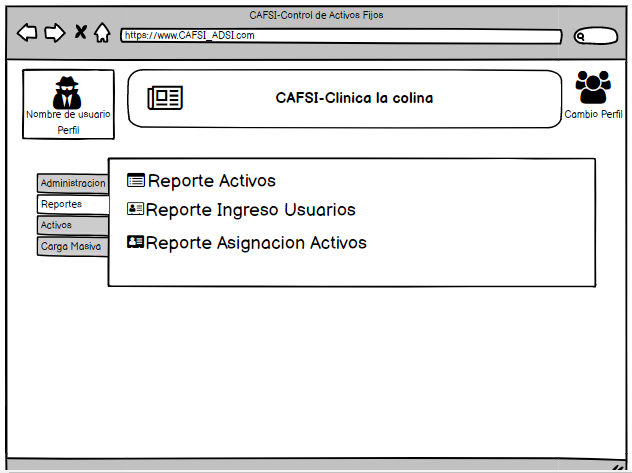 CAFSI-Control de Activos Fijos
https://www.CAFSI_ADSI.com
Nombre de usuario
Perfil
CAFSI-Clinica la colina
Cambio Perfil
Administracion
Reportes
Activos
Carga Masiva
Reporte Activos
Reporte Ingreso Usuarios
Reporte Asignacion Activos